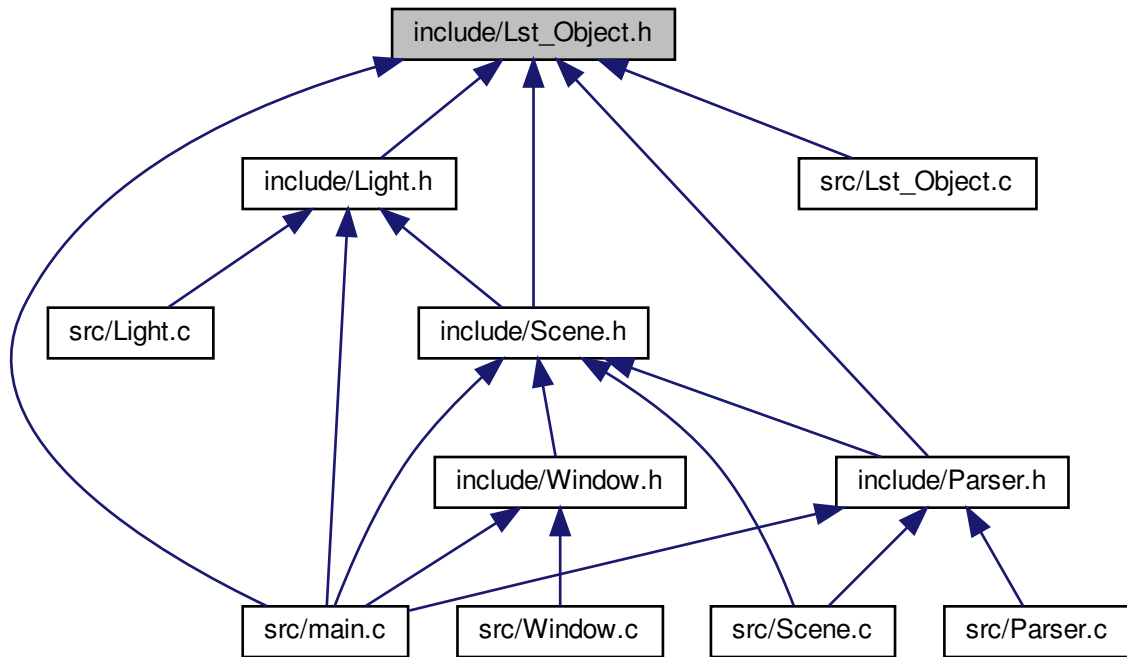 include/Lst_Object.h
include/Light.h
src/Lst_Object.c
src/Light.c
include/Scene.h
include/Window.h
include/Parser.h
src/main.c
src/Window.c
src/Scene.c
src/Parser.c